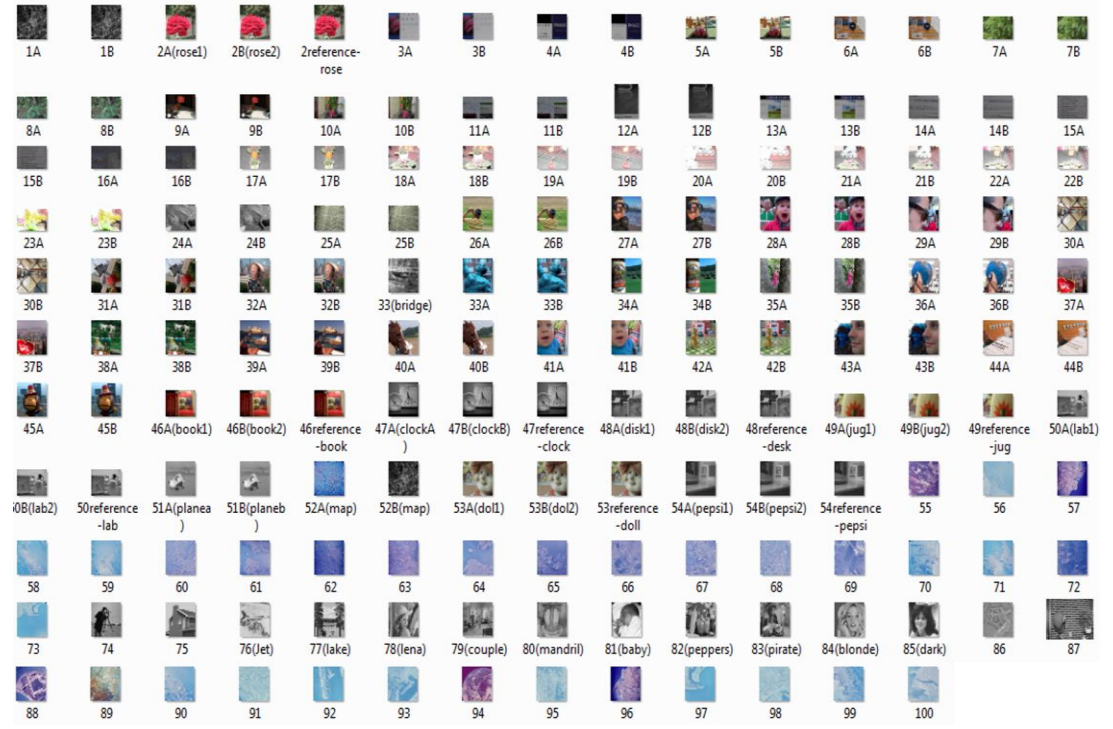 1A 1B 2A(rose1) 2B(rose2) 2reference-
rose 3A 3B 4A 4B 5A 5B 6A 6B 7A 7B
8A 8B 9A 9B 10A 10B 11A 11B 12A 12B 13A 13B 14A 14B 15A
15B 16A 16B 17A 17B 18A 18B 19A 19B 20A 20B 21A 21B 22A 22B
23A 23B 24A 24B 25A 25B 26A 26B 27A 27B 28A 28B 29A 29B 30A
30B 31A 31B 32A 32B 33(bridge) 33A 33B 34A 34B 35A 35B 36A 36B 37A
37B 38A 38B 39A 39B 40A 40B 41A 41B 42A 42B 43A 43B 44A 44B
45A 45B 46A(book1) 46B(book2) 46reference
-book 47A(clockA
) 47B(clockB) 47reference
-clock 48A(disk1) 48B(disk2) 48reference
-desk 49A(jug1) 49B(jug2) 49reference
-jug 50A(lab1)
0B(lab2) 50reference
-lab 51A(planea
) 51B(planeb
) 52A(map) 52B(map) 53A(dol1) 53B(dol2) 53reference
-doll 54A(pepsi1) 54B(pepsi2) 54reference
-pepsi 55 56 57
58 59 60 61 62 63 64 65 66 67 68 69 70 71 72
73 74 75 76(Jet) 77(lake) 78(lena) 79(couple) 80(mandril) 81(baby) 82(peppers) 83(pirate) 84(blonde) 85(dark) 86 87
88 89 90 91 92 93 94 95 96 97 98 99 100